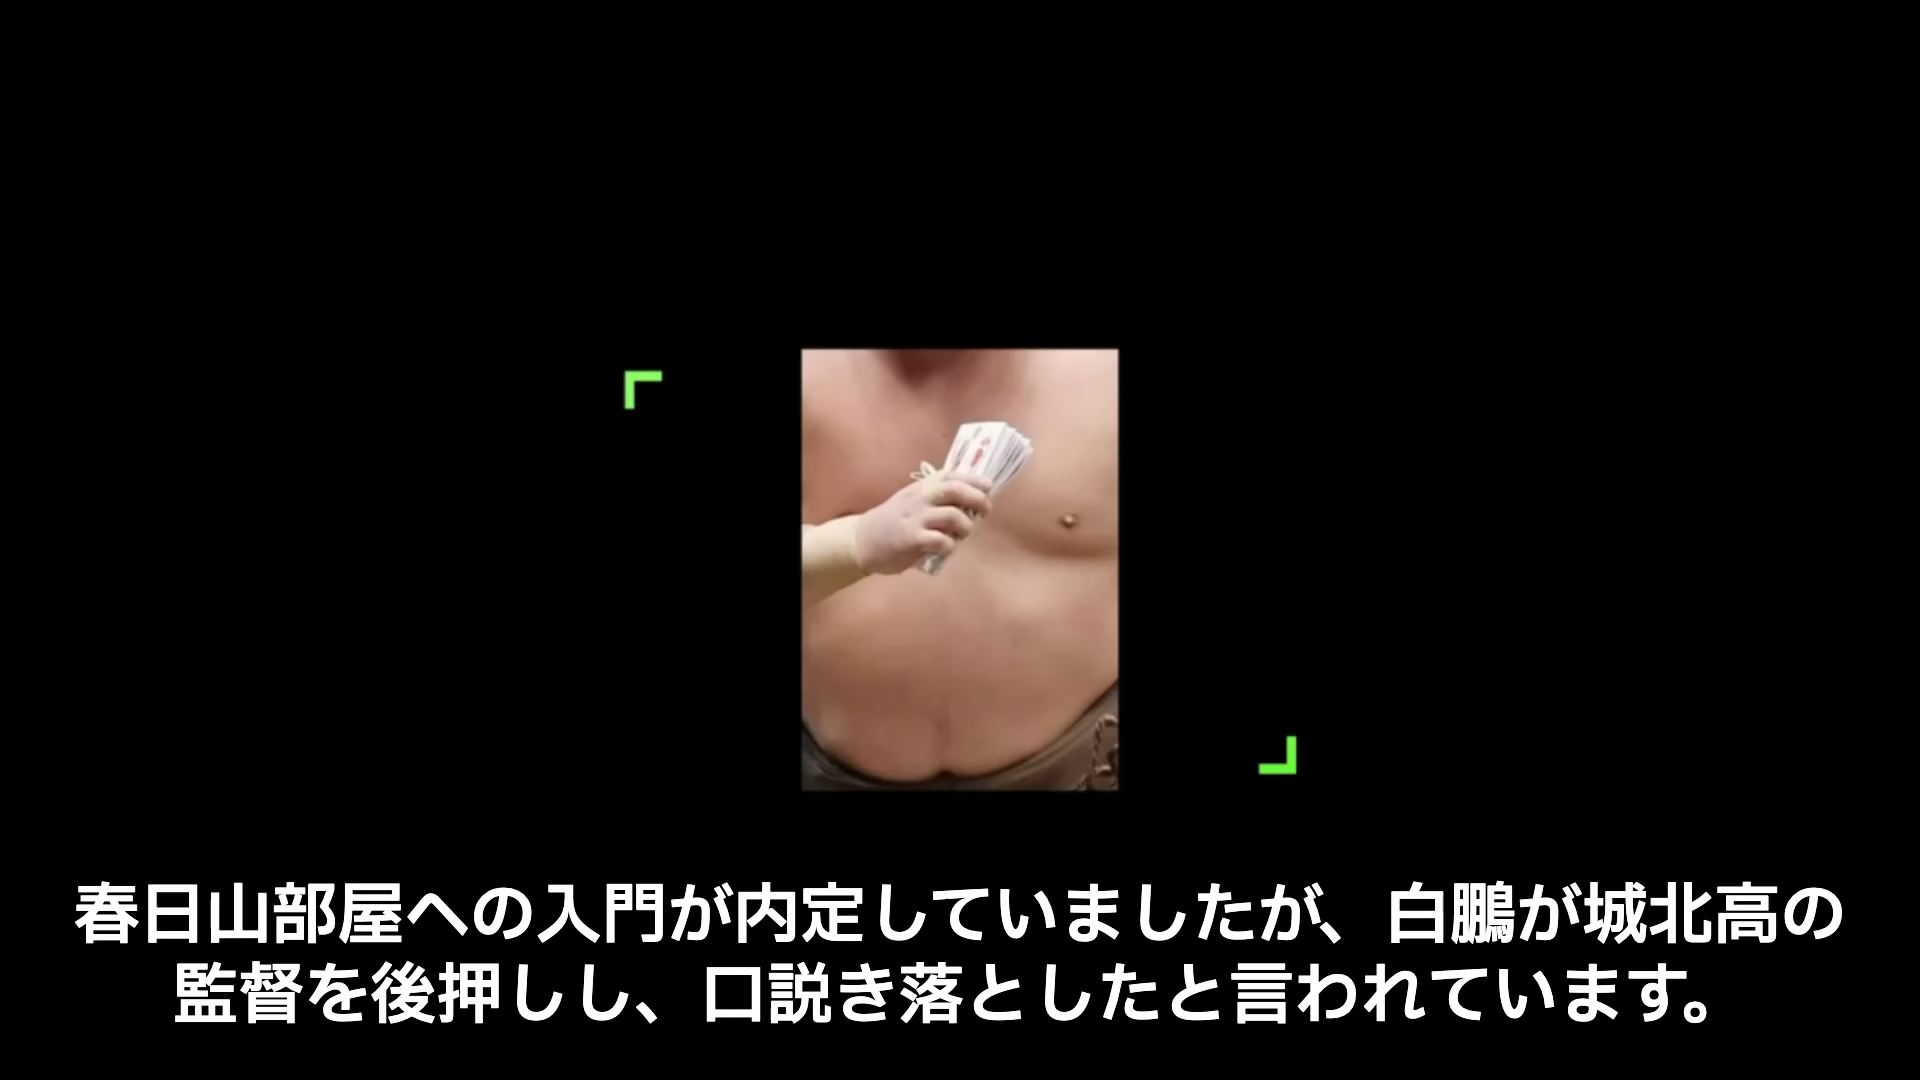 春日山部屋への入門が内定していましたが、白鵬が城北高の
監督を後押しし、口説き落としたと言われています。